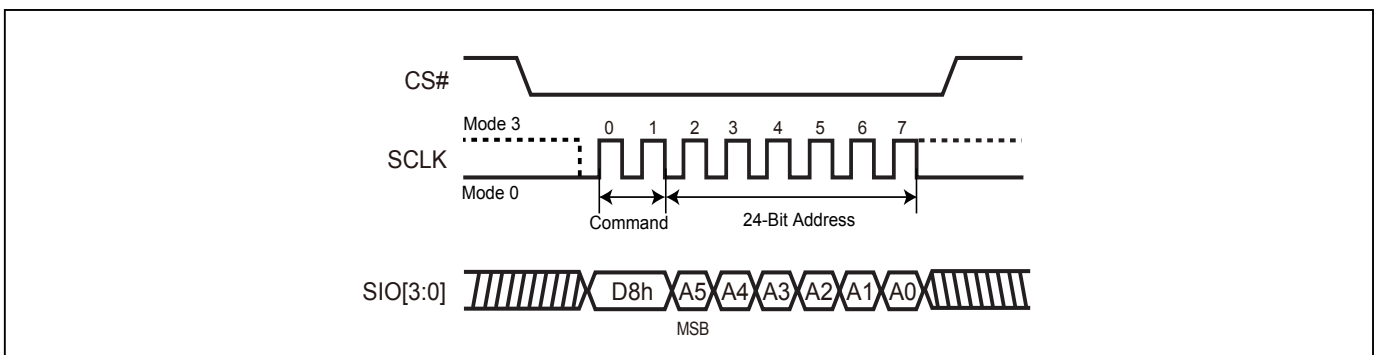 CS#
Mode 3
0 1 2 3 4 5 6 7
SCLK
Mode 0
Command
24-Bit Address
SIO[3:0]
D8h A5 A4 A3 A2 A1 A0
MSB